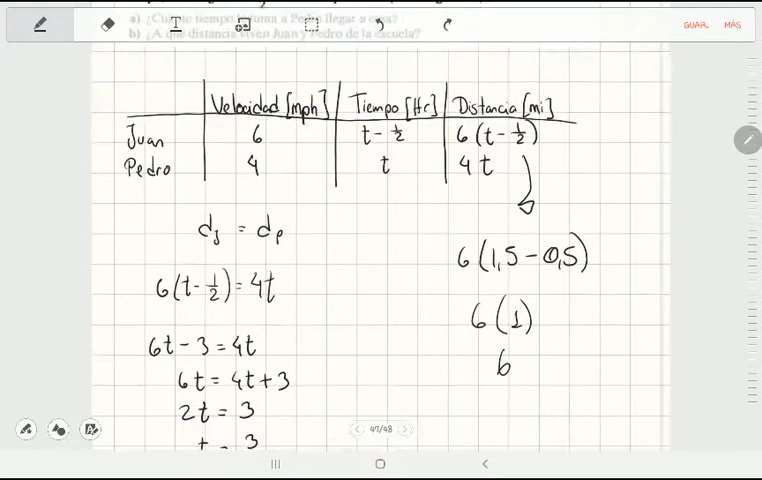 a) ¿Cuánto tiempo toma a Pedro llegar a casa?
b) ¿A qué distancia viven Juan y Pedro de la escuela?
GUAR. MÁS
Velocidad [mph] Tiempo [Hr] Distancia [mi]
Juan 6 t - 1/2 6 (t - 1/2)
Pedro 4 t 4 t
dJ = dP
6(t - 1/2) = 4t
6t - 3 = 4t
6t = 4t + 3
2t = 3
t = 3
6 (1,5 - 0,5)
6 (1)
6
47/48